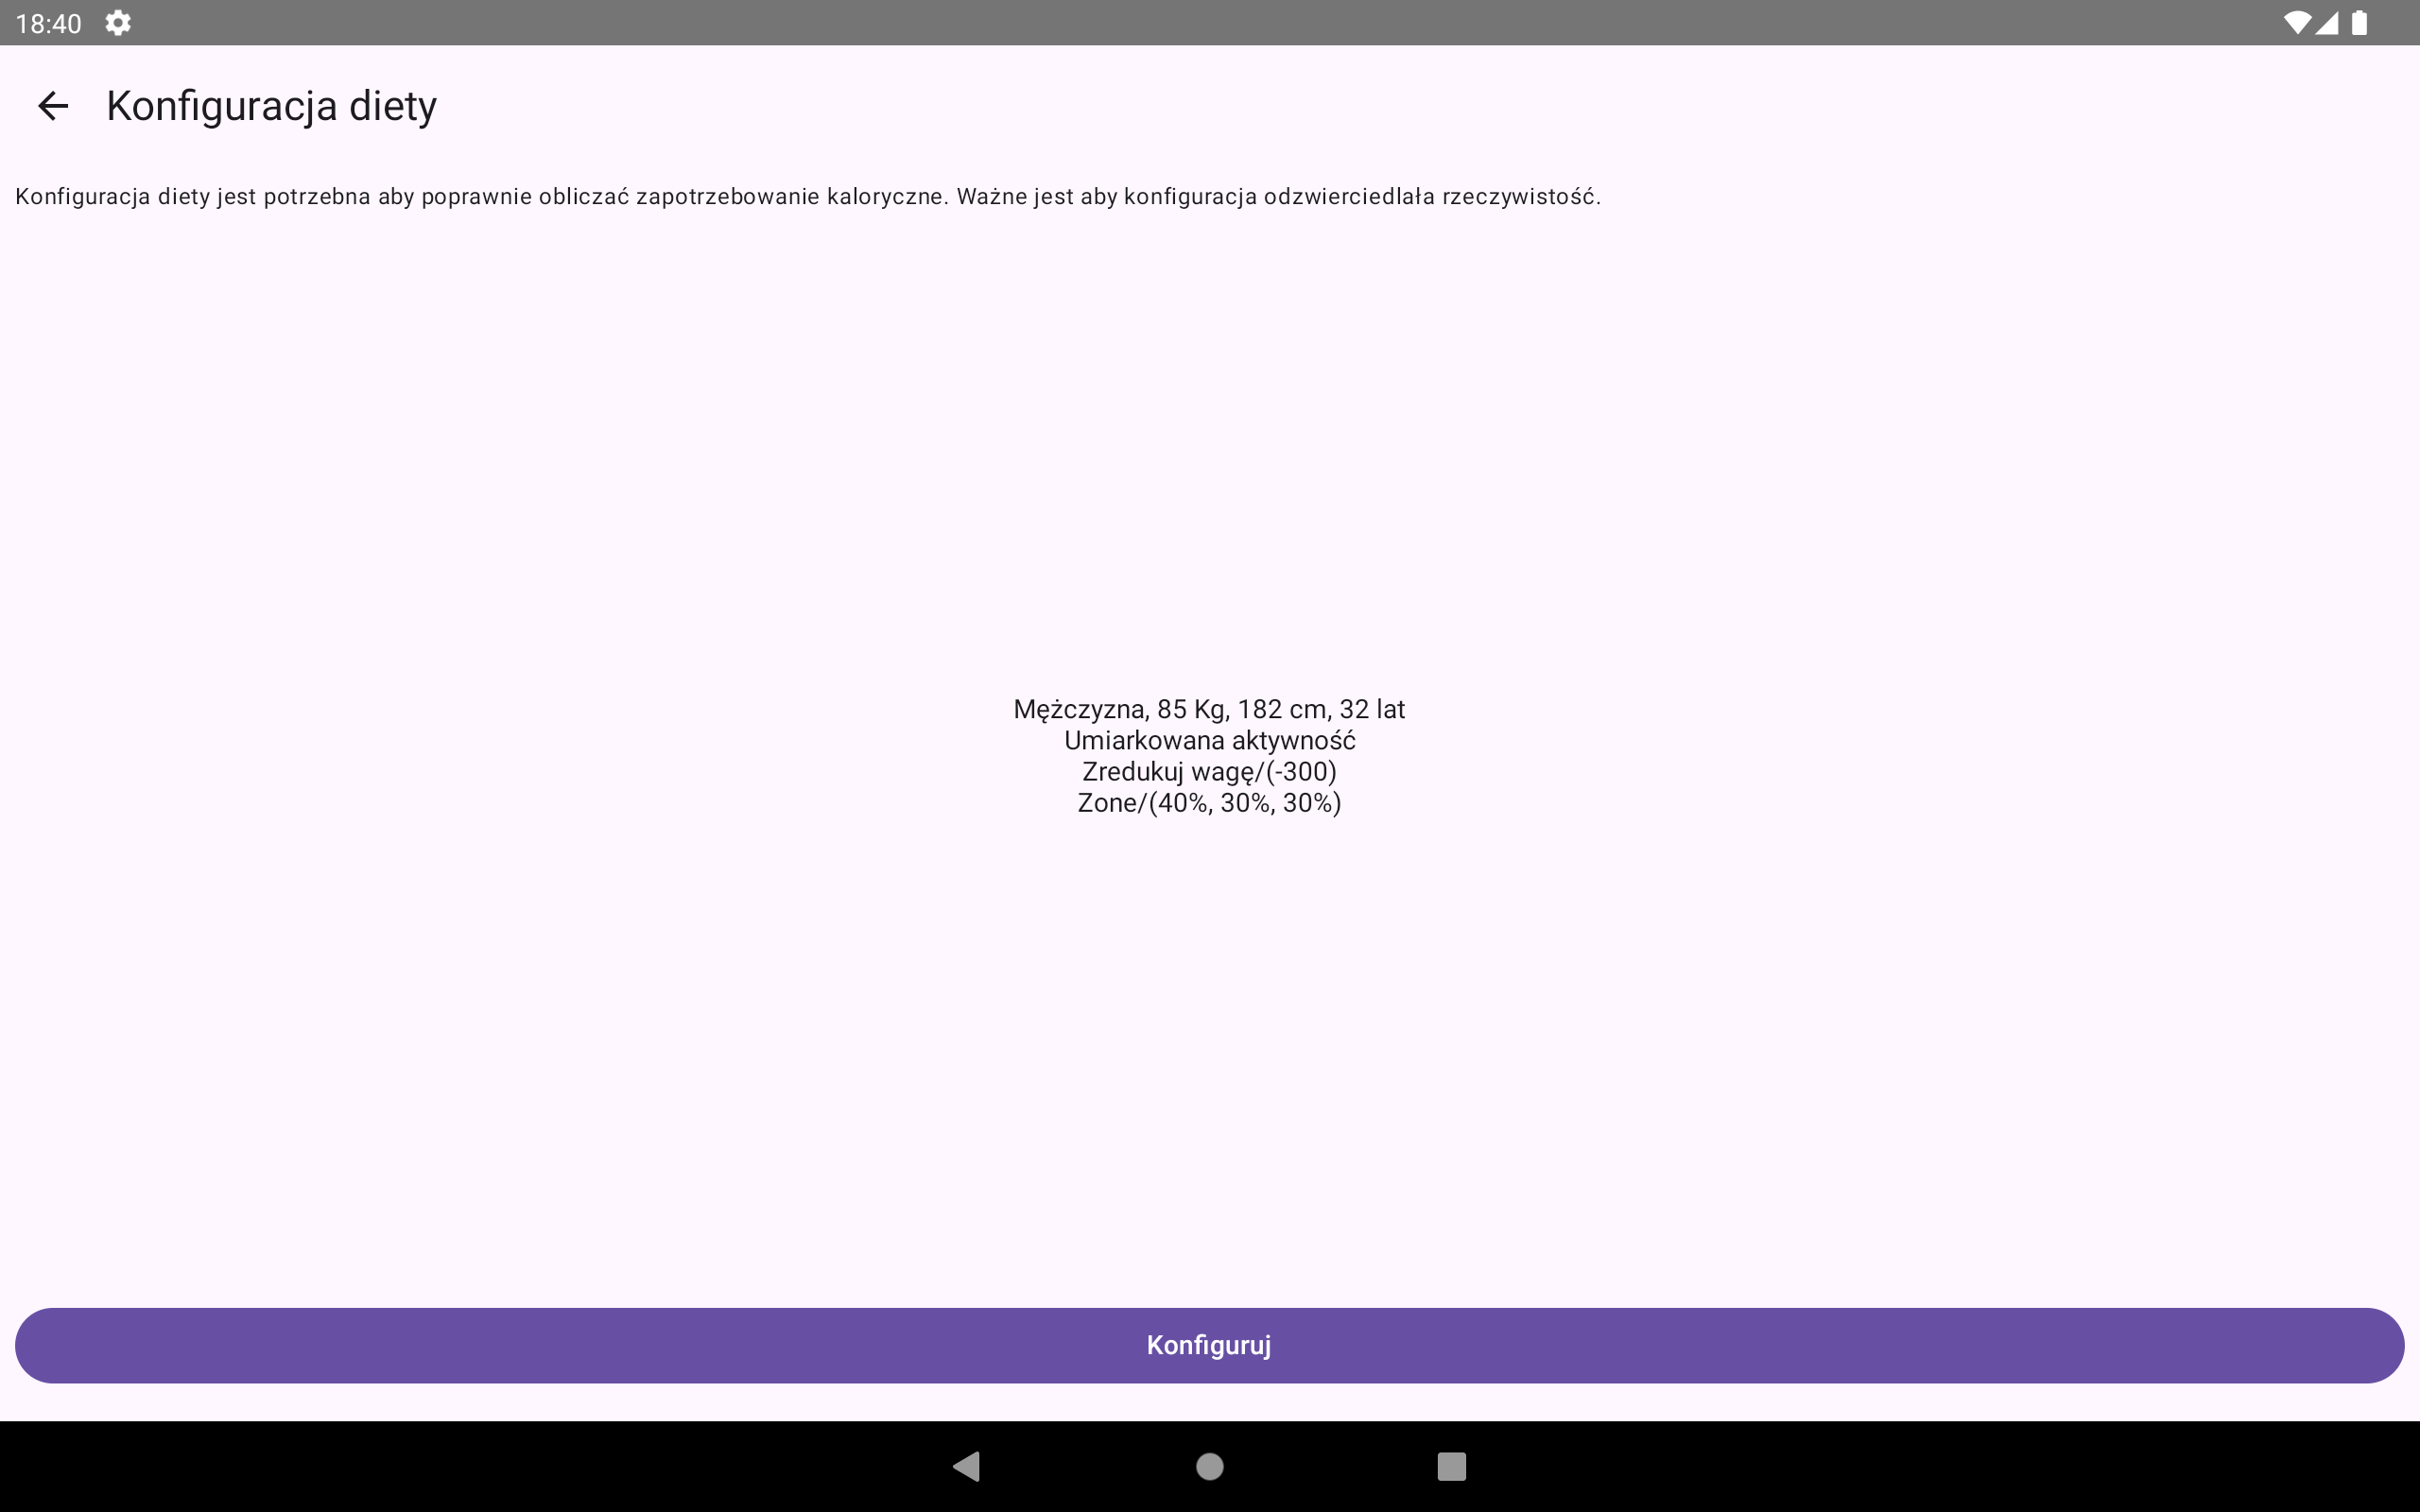 18:40
Konfiguracja diety
Konfiguracja diety jest potrzebna aby poprawnie obliczać zapotrzebowanie kaloryczne. Ważne jest aby konfiguracja odzwierciedlała rzeczywistość.
Mężczyzna, 85 Kg, 182 cm, 32 lat
Umiarkowana aktywność
Zredukuj wagę/(-300)
Zone/(40%, 30%, 30%)
Konfiguruj